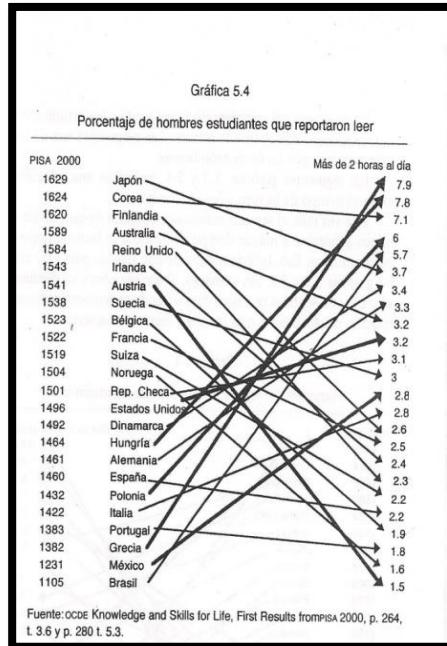 Gráfica 5.4
Porcentaje de hombres estudiantes que reportaron leer
PISA 2000 Más de 2 horas al día
1629 Japón 7.9
1624 Corea 7.8
1620 Finlandia 7.1
1589 Australia 6
1584 Reino Unido 5.7
1543 Irlanda 3.7
1541 Austria 3.4
1538 Suecia 3.3
1523 Bélgica 3.2
1522 Francia 3.2
1519 Suiza 3.1
1504 Noruega 3
1501 Rep. Checa 2.8
1496 Estados Unidos 2.8
1492 Dinamarca 2.6
1464 Hungría 2.5
1461 Alemania 2.4
1460 España 2.3
1432 Polonia 2.2
1422 Italia 2.2
1383 Portugal 1.9
1382 Grecia 1.8
1231 México 1.6
1105 Brasil 1.5
Fuente: OCDE Knowledge and Skills for Life, First Results fromPISA 2000, p. 264,
t. 3.6 y p. 280 t. 5.3.